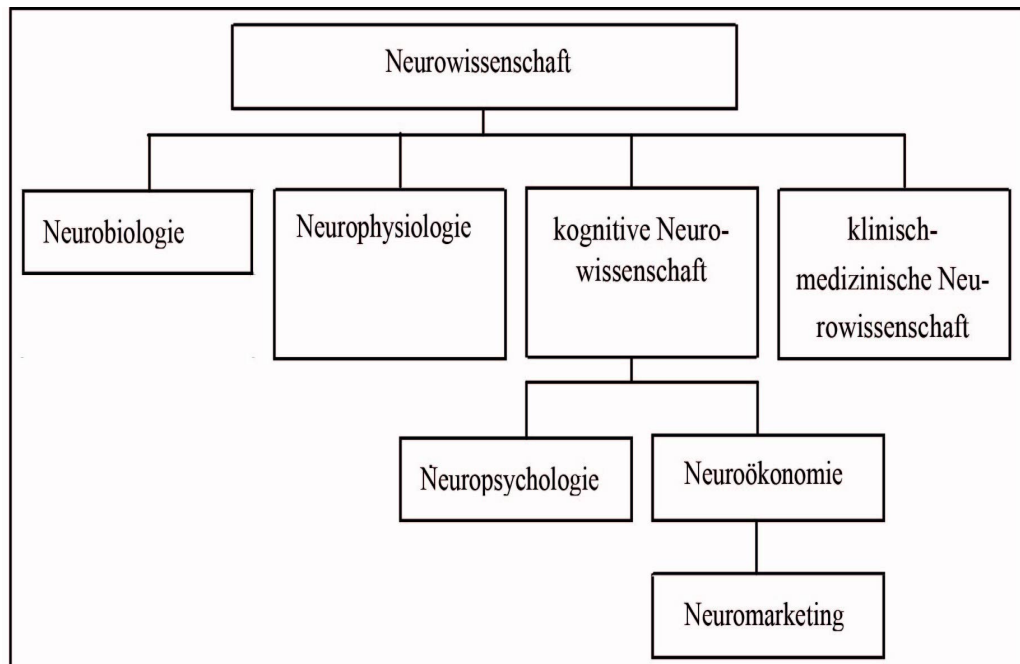 Neurowissenschaft
Neurobiologie
Neurophysiologie
kognitive Neuro-
wissenschaft
klinisch-
medizinische Neu-
rowissenschaft
Neuropsychologie
Neuroökonomie
Neuromarketing